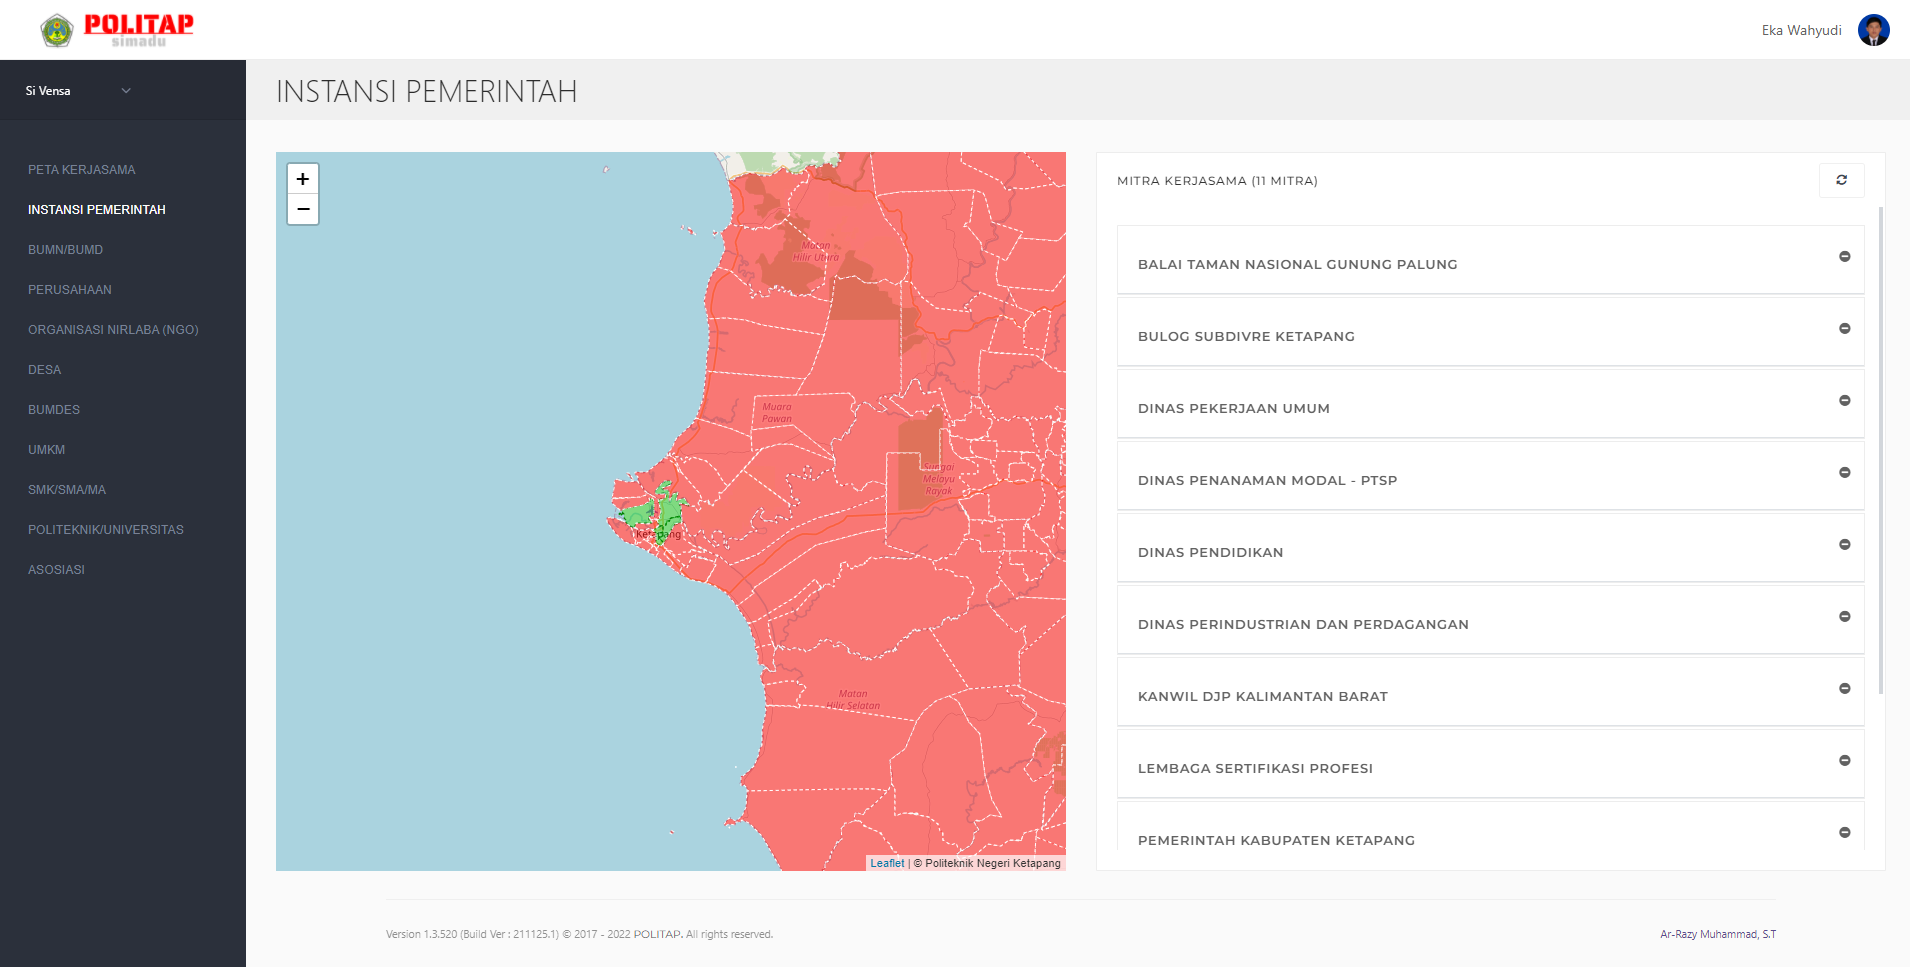 POLITAP
simadu
Eka Wahyudi
Si Vensa
INSTANSI PEMERINTAH
PETA KERJASAMA
INSTANSI PEMERINTAH
BUMN/BUMD
PERUSAHAAN
ORGANISASI NIRLABA (NGO)
DESA
BUMDES
UMKM
SMK/SMA/MA
POLITEKNIK/UNIVERSITAS
ASOSIASI
+
−
Matan
Hilir Utara
Muara
Pawan
Sungai
Melayu
Rayak
Ketapang
Matan
Hilir Selatan
Leaflet | © Politeknik Negeri Ketapang
MITRA KERJASAMA (11 MITRA)
BALAI TAMAN NASIONAL GUNUNG PALUNG
BULOG SUBDIVRE KETAPANG
DINAS PEKERJAAN UMUM
DINAS PENANAMAN MODAL - PTSP
DINAS PENDIDIKAN
DINAS PERINDUSTRIAN DAN PERDAGANGAN
KANWIL DJP KALIMANTAN BARAT
LEMBAGA SERTIFIKASI PROFESI
PEMERINTAH KABUPATEN KETAPANG
Version 1.3.520 (Build Ver : 211125.1) © 2017 - 2022 POLITAP. All rights reserved.
Ar-Razy Muhammad, S.T